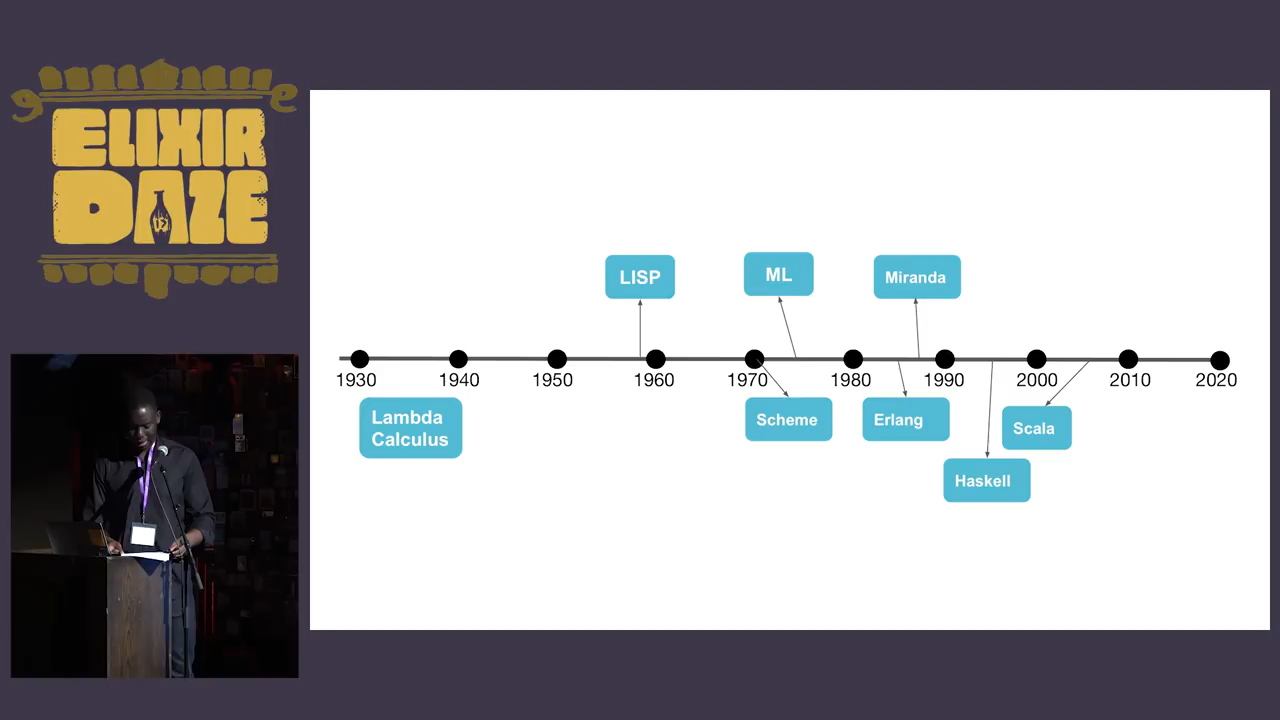 ELIXIR
DAZE
LISP
ML
Miranda
1930
1940
1950
1960
1970
1980
1990
2000
2010
2020
Lambda
Calculus
Scheme
Erlang
Scala
Haskell